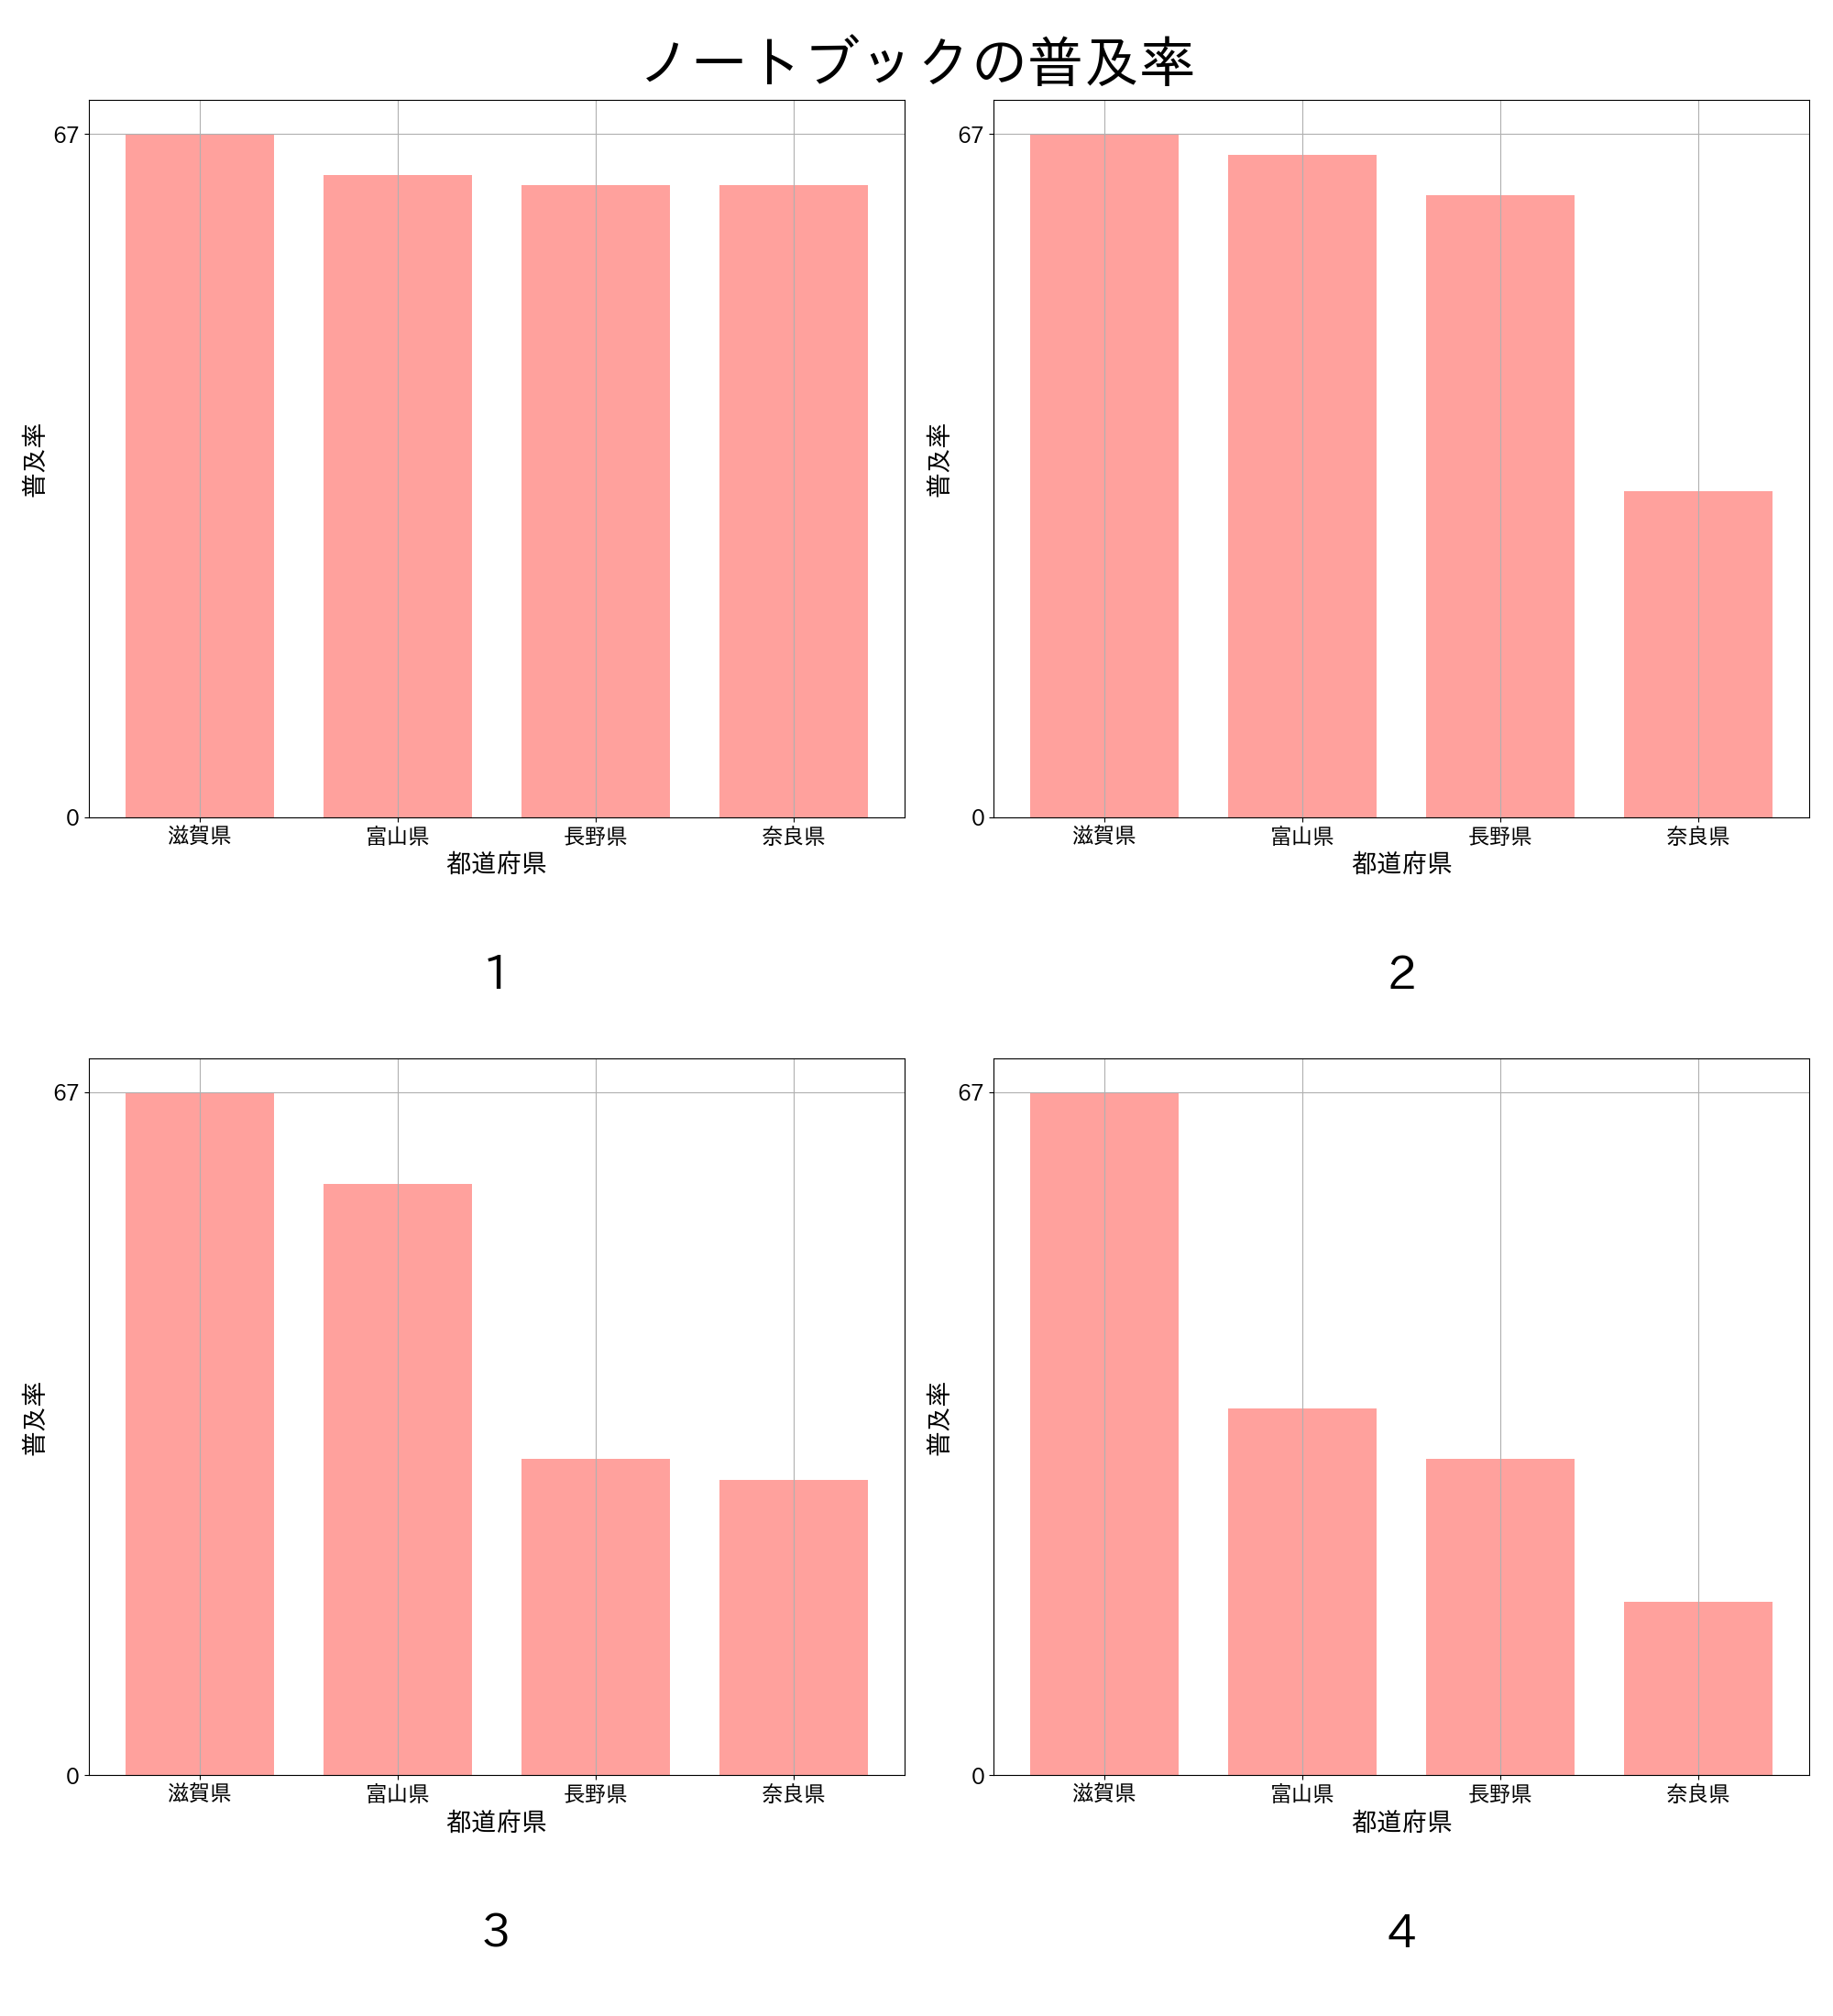 ノートブックの普及率
67
0
普及率
滋賀県 富山県 長野県 奈良県
都道府県
1
67
0
普及率
滋賀県 富山県 長野県 奈良県
都道府県
2
67
0
普及率
滋賀県 富山県 長野県 奈良県
都道府県
3
67
0
普及率
滋賀県 富山県 長野県 奈良県
都道府県
4